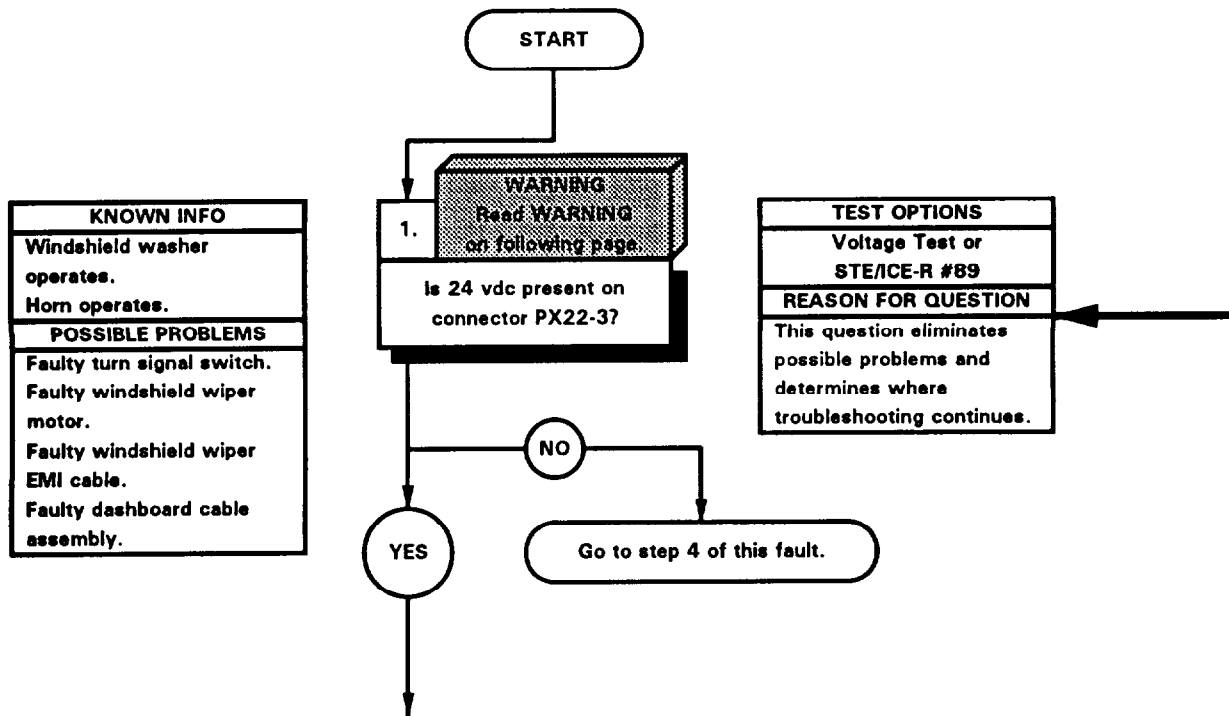 START
KNOWN INFO
Windshield washer
operates.
Horn operates.
POSSIBLE PROBLEMS
Faulty turn signal switch.
Faulty windshield wiper
motor.
Faulty windshield wiper
EMI cable.
Faulty dashboard cable
assembly.
1.
WARNING
Read WARNING
on following page.
Is 24 vdc present on
connector PX22-3?
TEST OPTIONS
Voltage Test or
STE/ICE-R #89
REASON FOR QUESTION
This question eliminates
possible problems and
determines where
troubleshooting continues.
NO
YES
Go to step 4 of this fault.